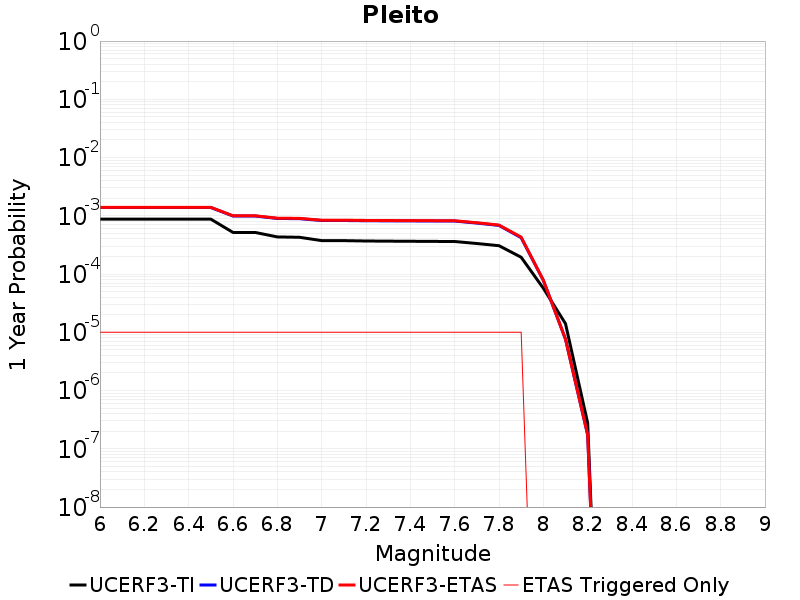 Pleito
10^0
10^-1
10^-2
10^-3
10^-4
10^-5
10^-6
10^-7
10^-8
1 Year Probability
6 6.2 6.4 6.6 6.8 7 7.2 7.4 7.6 7.8 8 8.2 8.4 8.6 8.8 9
Magnitude
UCERF3-TI UCERF3-TD UCERF3-ETAS ETAS Triggered Only